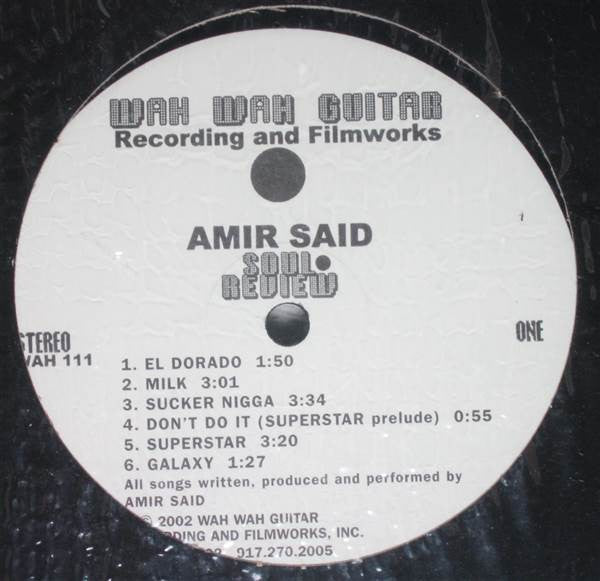 WAH WAH GUITAR
Recording and Filmworks
AMIR SAID
SOUL
REVIEW
STEREO
WAH 111
ONE
1. EL DORADO 1:50
2. MILK 3:01
3. SUCKER NIGGA 3:34
4. DON'T DO IT (SUPERSTAR prelude) 0:55
5. SUPERSTAR 3:20
6. GALAXY 1:27
All songs written, produced and performed by
AMIR SAID
© 2002 WAH WAH GUITAR
AND FILMWORKS, INC.
917.270.2005